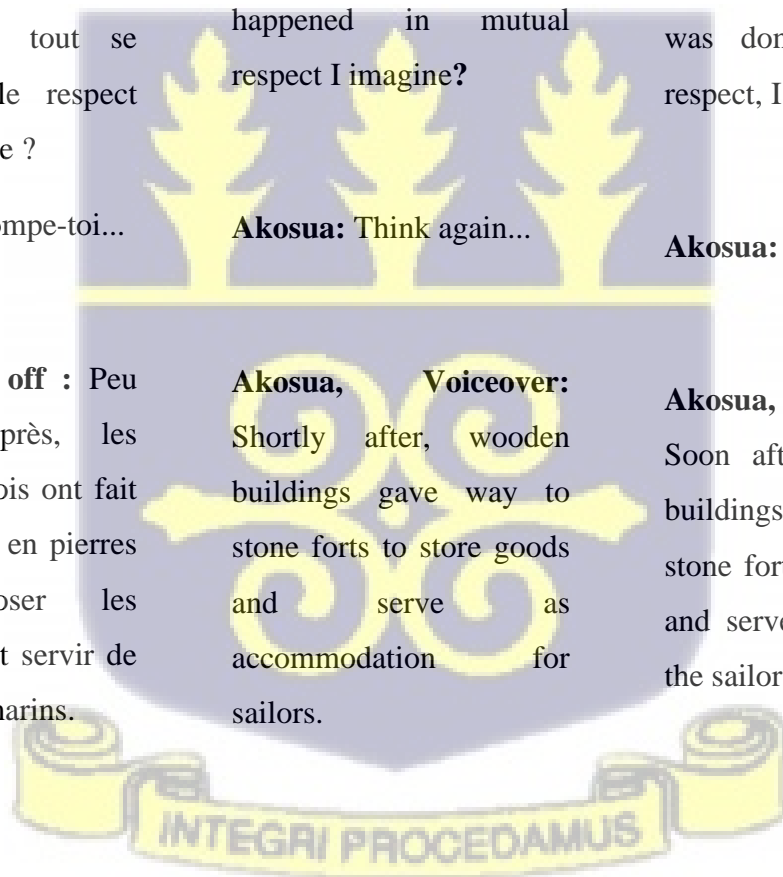 tout se
le respect
e ?
mpe-toi...
off : Peu
près, les
ois ont fait
en pierres
oser les
t servir de
narins.
happened in mutual
respect I imagine?
Akosua: Think again...
Akosua, Voiceover:
Shortly after, wooden
buildings gave way to
stone forts to store goods
and serve as
accommodation for
sailors.
was don
respect, I
Akosua:
Akosua,
Soon aft
buildings
stone for
and serve
the sailor
INTEGRI PROCEDAMUS